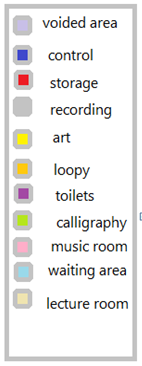 voided area
control
storage
recording
art
loopy
toilets
calligraphy
music room
waiting area
lecture room